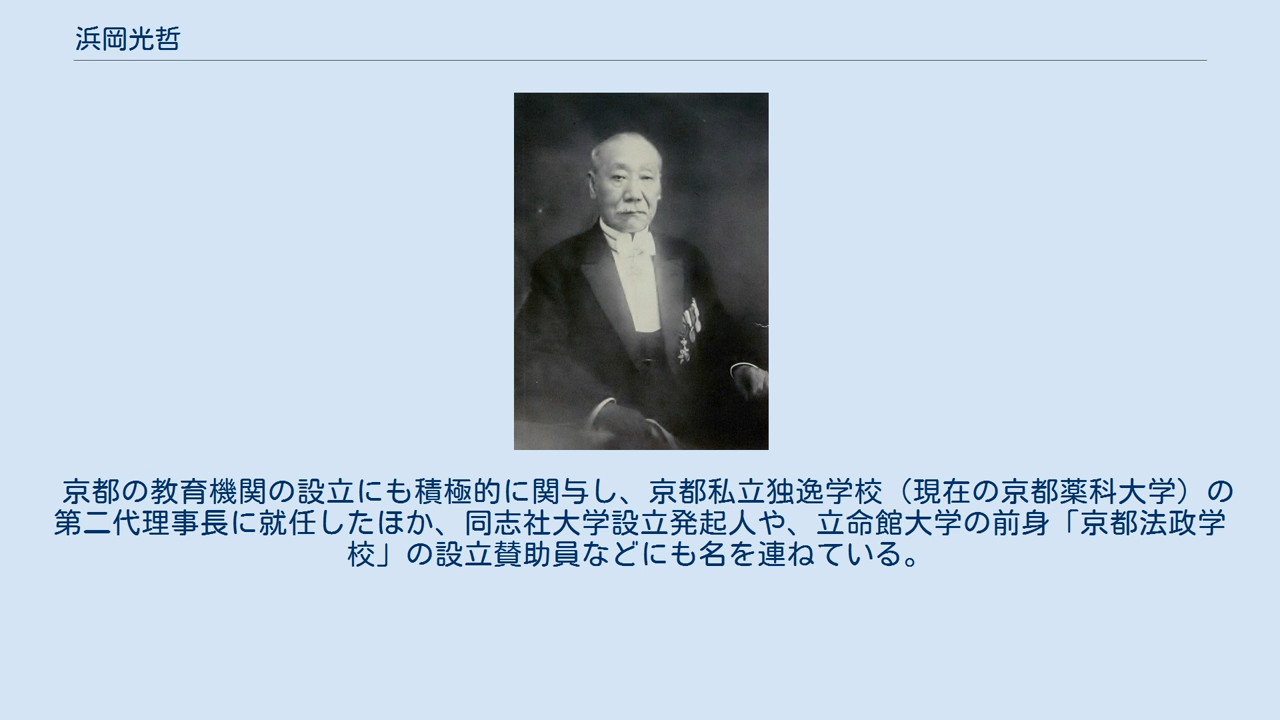 浜岡光哲
京都の教育機関の設立にも積極的に関与し、京都私立独逸学校（現在の京都薬科大学）の
第二代理事長に就任したほか、同志社大学設立発起人や、立命館大学の前身「京都法政学
校」の設立賛助員などにも名を連ねている。